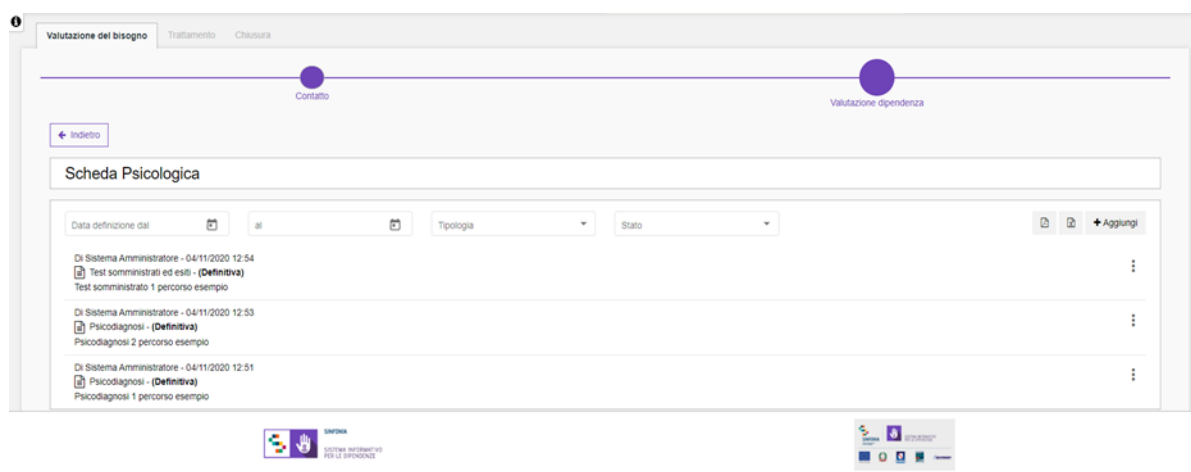 Valutazione del bisogno Trattamento Chiusura
Contatto Valutazione dipendenza
Indietro
Scheda Psicologica
Data definizione dal al Tipologia Stato + Aggiungi
Di Sistema Amministratore - 04/11/2020 12:54
Test somministrati ed esiti - (Definitiva)
Test somministrato 1 percorso esempio
Di Sistema Amministratore - 04/11/2020 12:53
Psicodiagnosi - (Definitiva)
Psicodiagnosi 2 percorso esempio
Di Sistema Amministratore - 04/11/2020 12:51
Psicodiagnosi - (Definitiva)
Psicodiagnosi 1 percorso esempio
SINFONIA
SISTEMA INFORMATIVO
PER LE DIPENDENZE